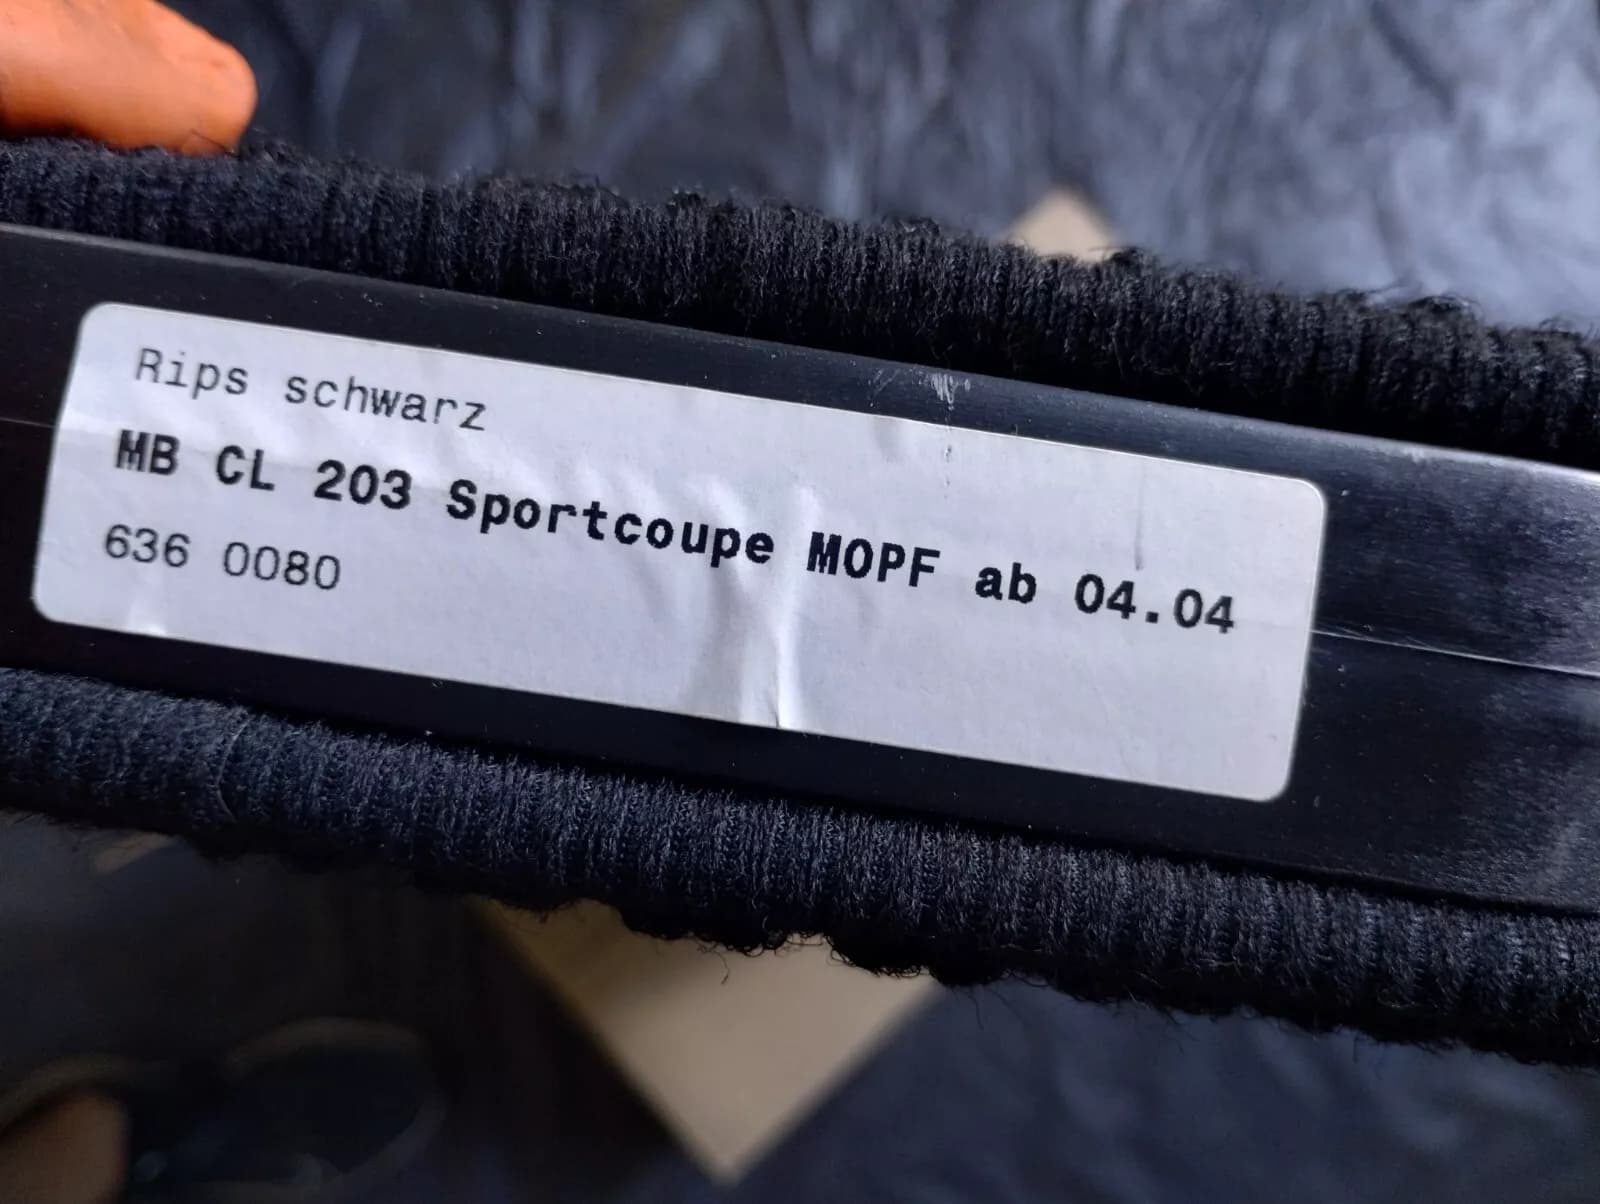 Rips schwarz
MB CL 203 Sportcoupe MOPF ab 04.04
636 0080